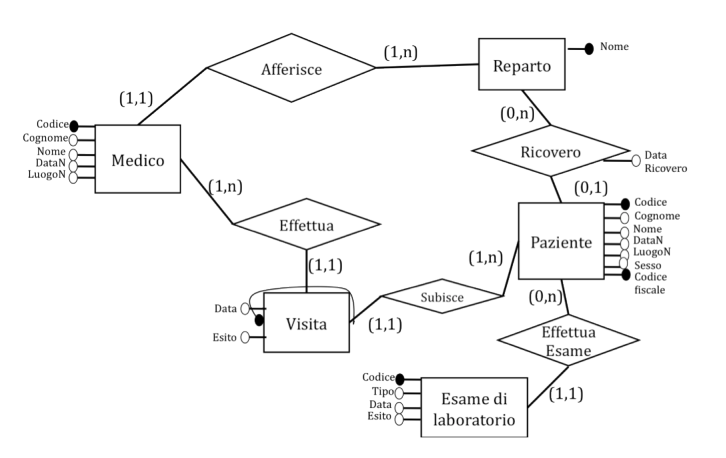 Afferisce
(1,n)
Reparto
Nome
(1,1)
(0,n)
Codice
Cognome
Nome
DataN
LuogoN
Medico
Ricovero
Data
Ricovero
(1,n)
(0,1)
Effettua
Paziente
Codice
Cognome
Nome
DataN
LuogoN
Sesso
Codice
fiscale
(1,1)
(1,n)
(0,n)
Data
Esito
Visita
Subisce
(1,1)
Effettua
Esame
Codice
Tipo
Data
Esito
Esame di
laboratorio
(1,1)